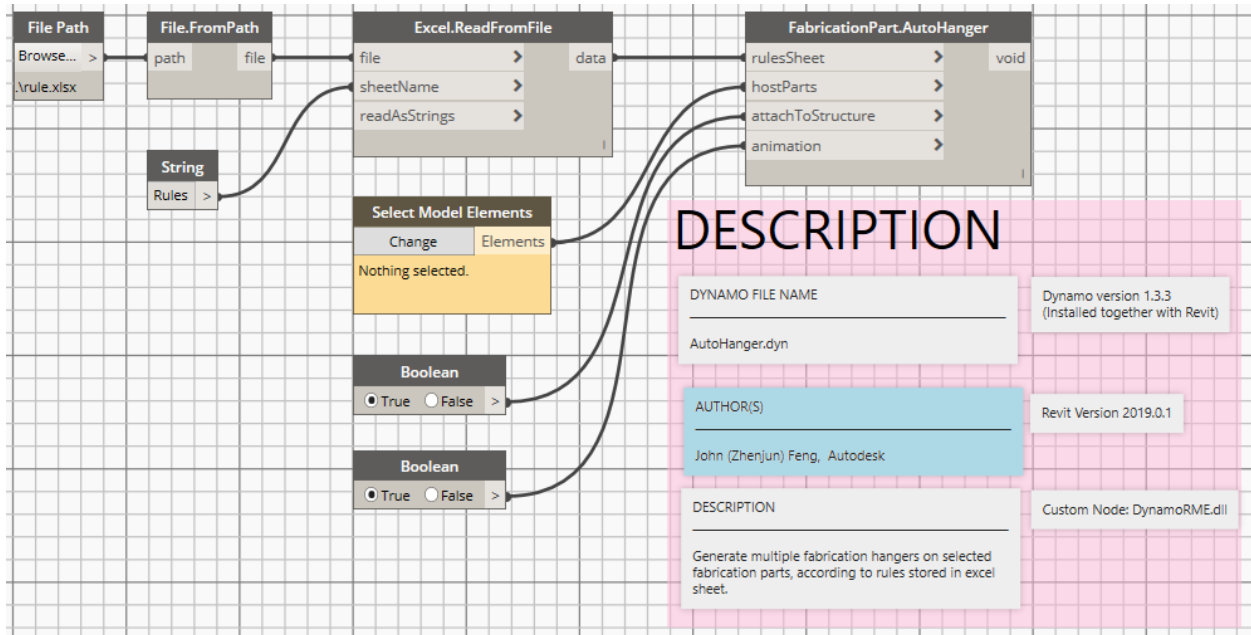 File Path
Browse... >
.\rule.xlsx
File.FromPath
path file
Excel.ReadFromFile
file > data
sheetName >
readAsStrings >
l
FabricationPart.AutoHanger
rulesSheet > void
hostParts >
attachToStructure >
animation >
l
String
Rules >
Select Model Elements
Change Elements
Nothing selected.
Boolean
True False >
Boolean
True False >
DESCRIPTION
DYNAMO FILE NAME
AutoHanger.dyn
Dynamo version 1.3.3
(Installed together with Revit)
AUTHOR(S)
John (Zhenjun) Feng, Autodesk
Revit Version 2019.0.1
DESCRIPTION
Generate multiple fabrication hangers on selected
fabrication parts, according to rules stored in excel
sheet.
Custom Node: DynamoRME.dll